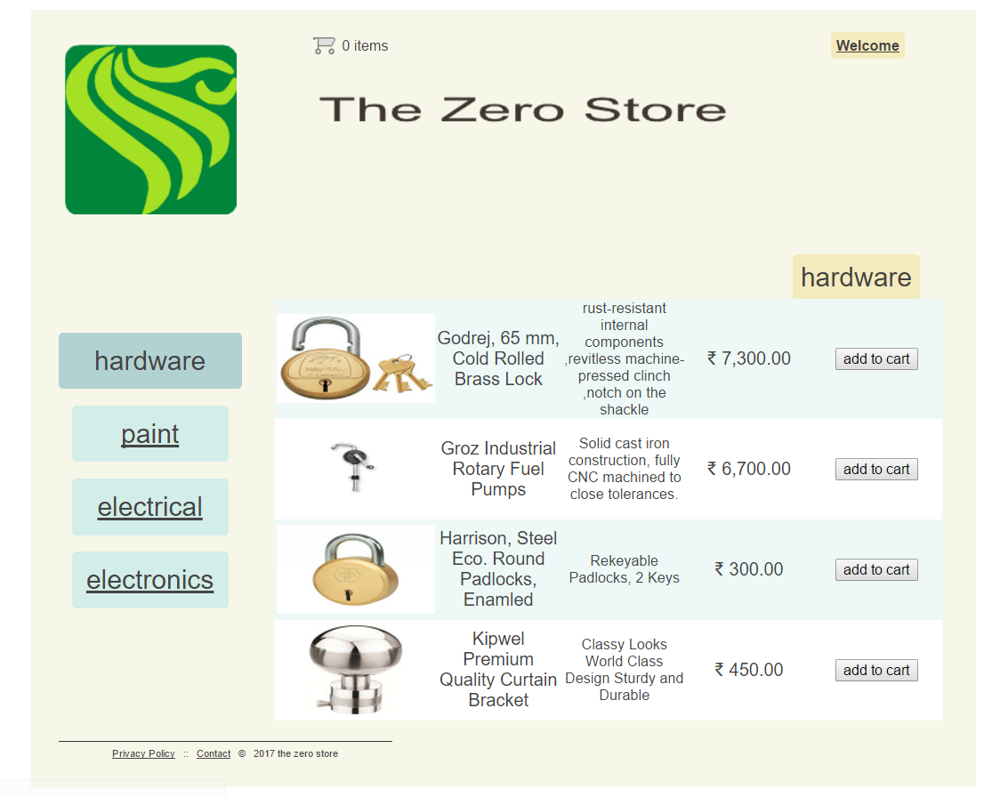 0 items
Welcome
The Zero Store
hardware
hardware
paint
electrical
electronics
Godrej, 65 mm,
Cold Rolled
Brass Lock
rust-resistant
internal
components
,revitless machine-
pressed clinch
,notch on the
shackle
₹ 7,300.00
add to cart
Groz Industrial
Rotary Fuel
Pumps
Solid cast iron
construction, fully
CNC machined to
close tolerances.
₹ 6,700.00
add to cart
Harrison, Steel
Eco. Round
Padlocks,
Enamled
Rekeyable
Padlocks, 2 Keys
₹ 300.00
add to cart
Kipwel
Premium
Quality Curtain
Bracket
Classy Looks
World Class
Design Sturdy and
Durable
₹ 450.00
add to cart
Privacy Policy :: Contact © 2017 the zero store